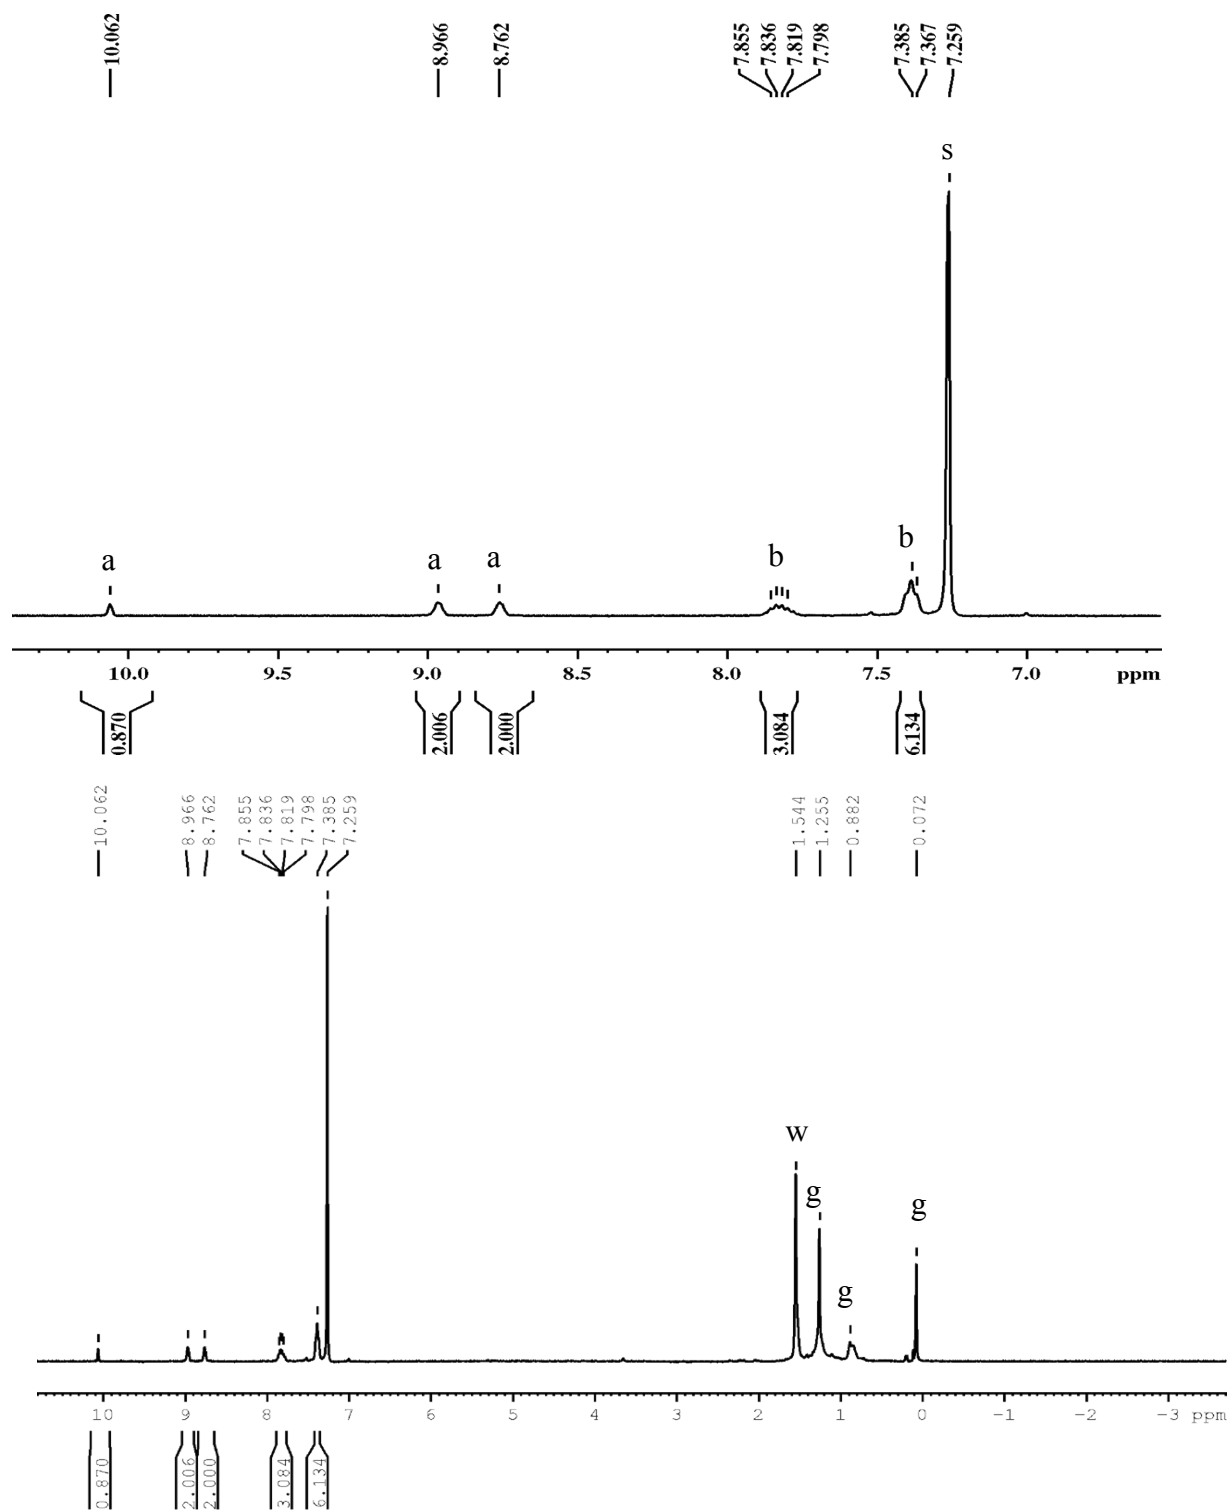 10.062 8.966 8.762 7.855 7.836 7.819 7.798 7.385 7.367 7.259
s
a a a b b
10.0 9.5 9.0 8.5 8.0 7.5 7.0 ppm
0.870 2.006 2.000 3.084 6.134
10.062 8.966 8.762 7.855 7.836 7.819 7.798 7.385 7.259 1.544 1.255 0.882 0.072
w
g g
g
10 9 8 7 6 5 4 3 2 1 0 -1 -2 -3 ppm
0.870 2.006 2.000 3.084 6.134